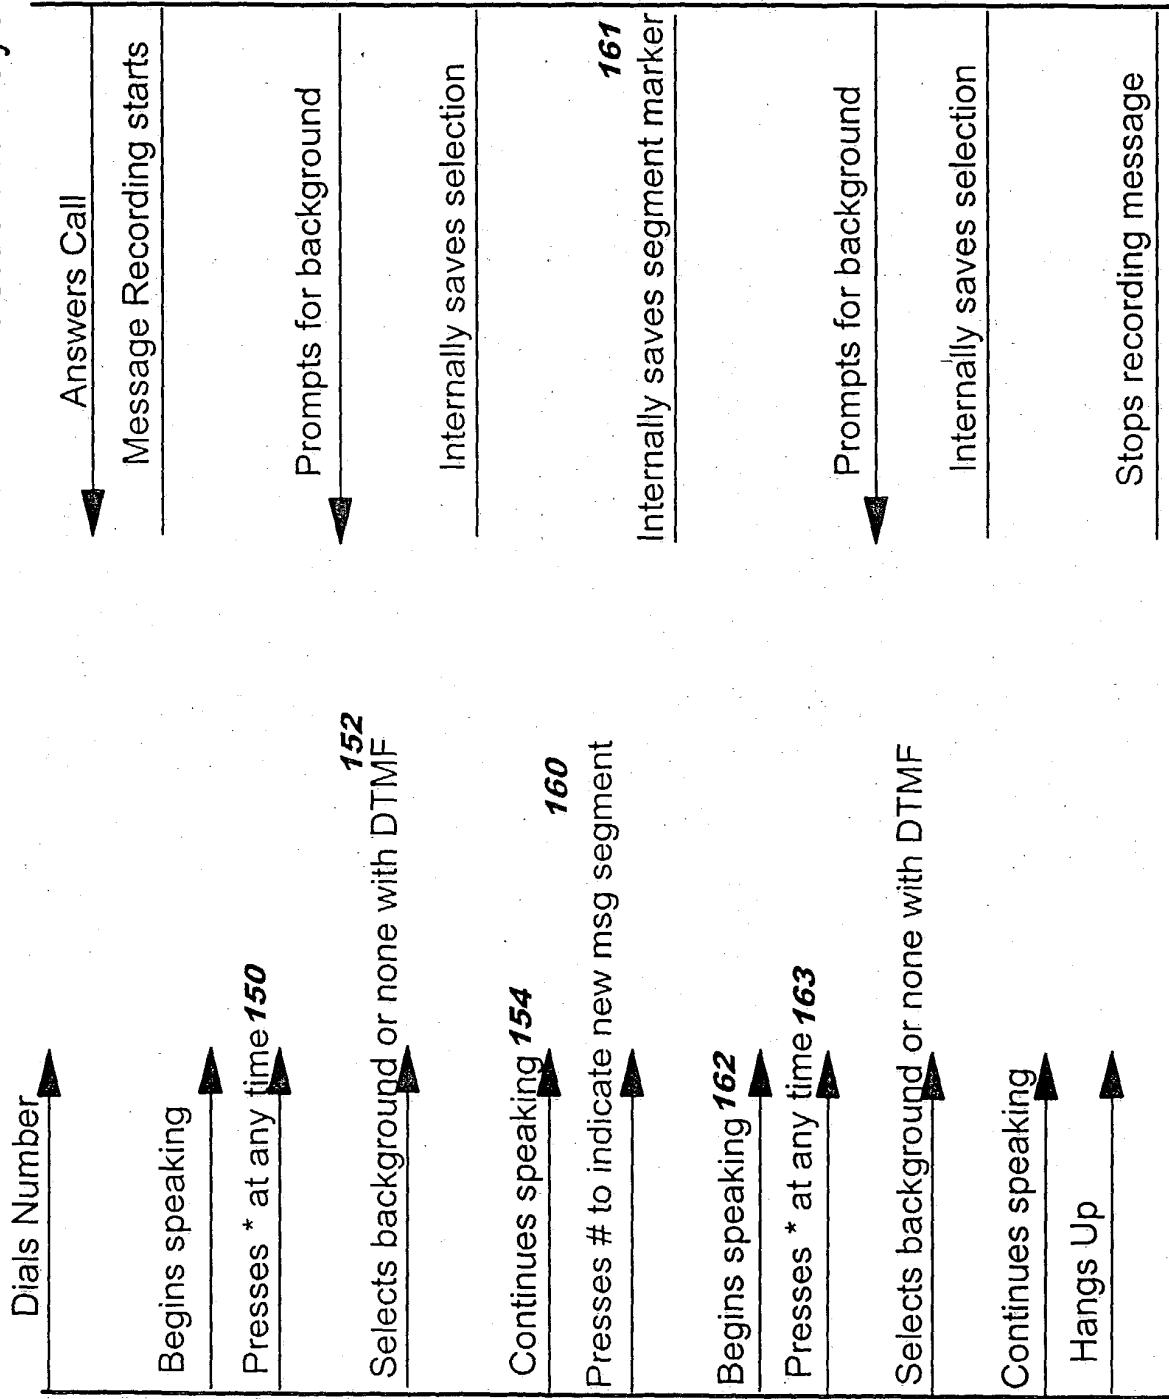 Dials Number
Answers Call
Message Recording starts
Begins speaking
Presses * at any time 150
Prompts for background
152
Selects background or none with DTMF
Internally saves selection
Continues speaking 154
160
Presses # to indicate new msg segment
161
Internally saves segment marker
Begins speaking 162
Presses * at any time 163
Prompts for background
Selects background or none with DTMF
Internally saves selection
Continues speaking
Hangs Up
Stops recording message